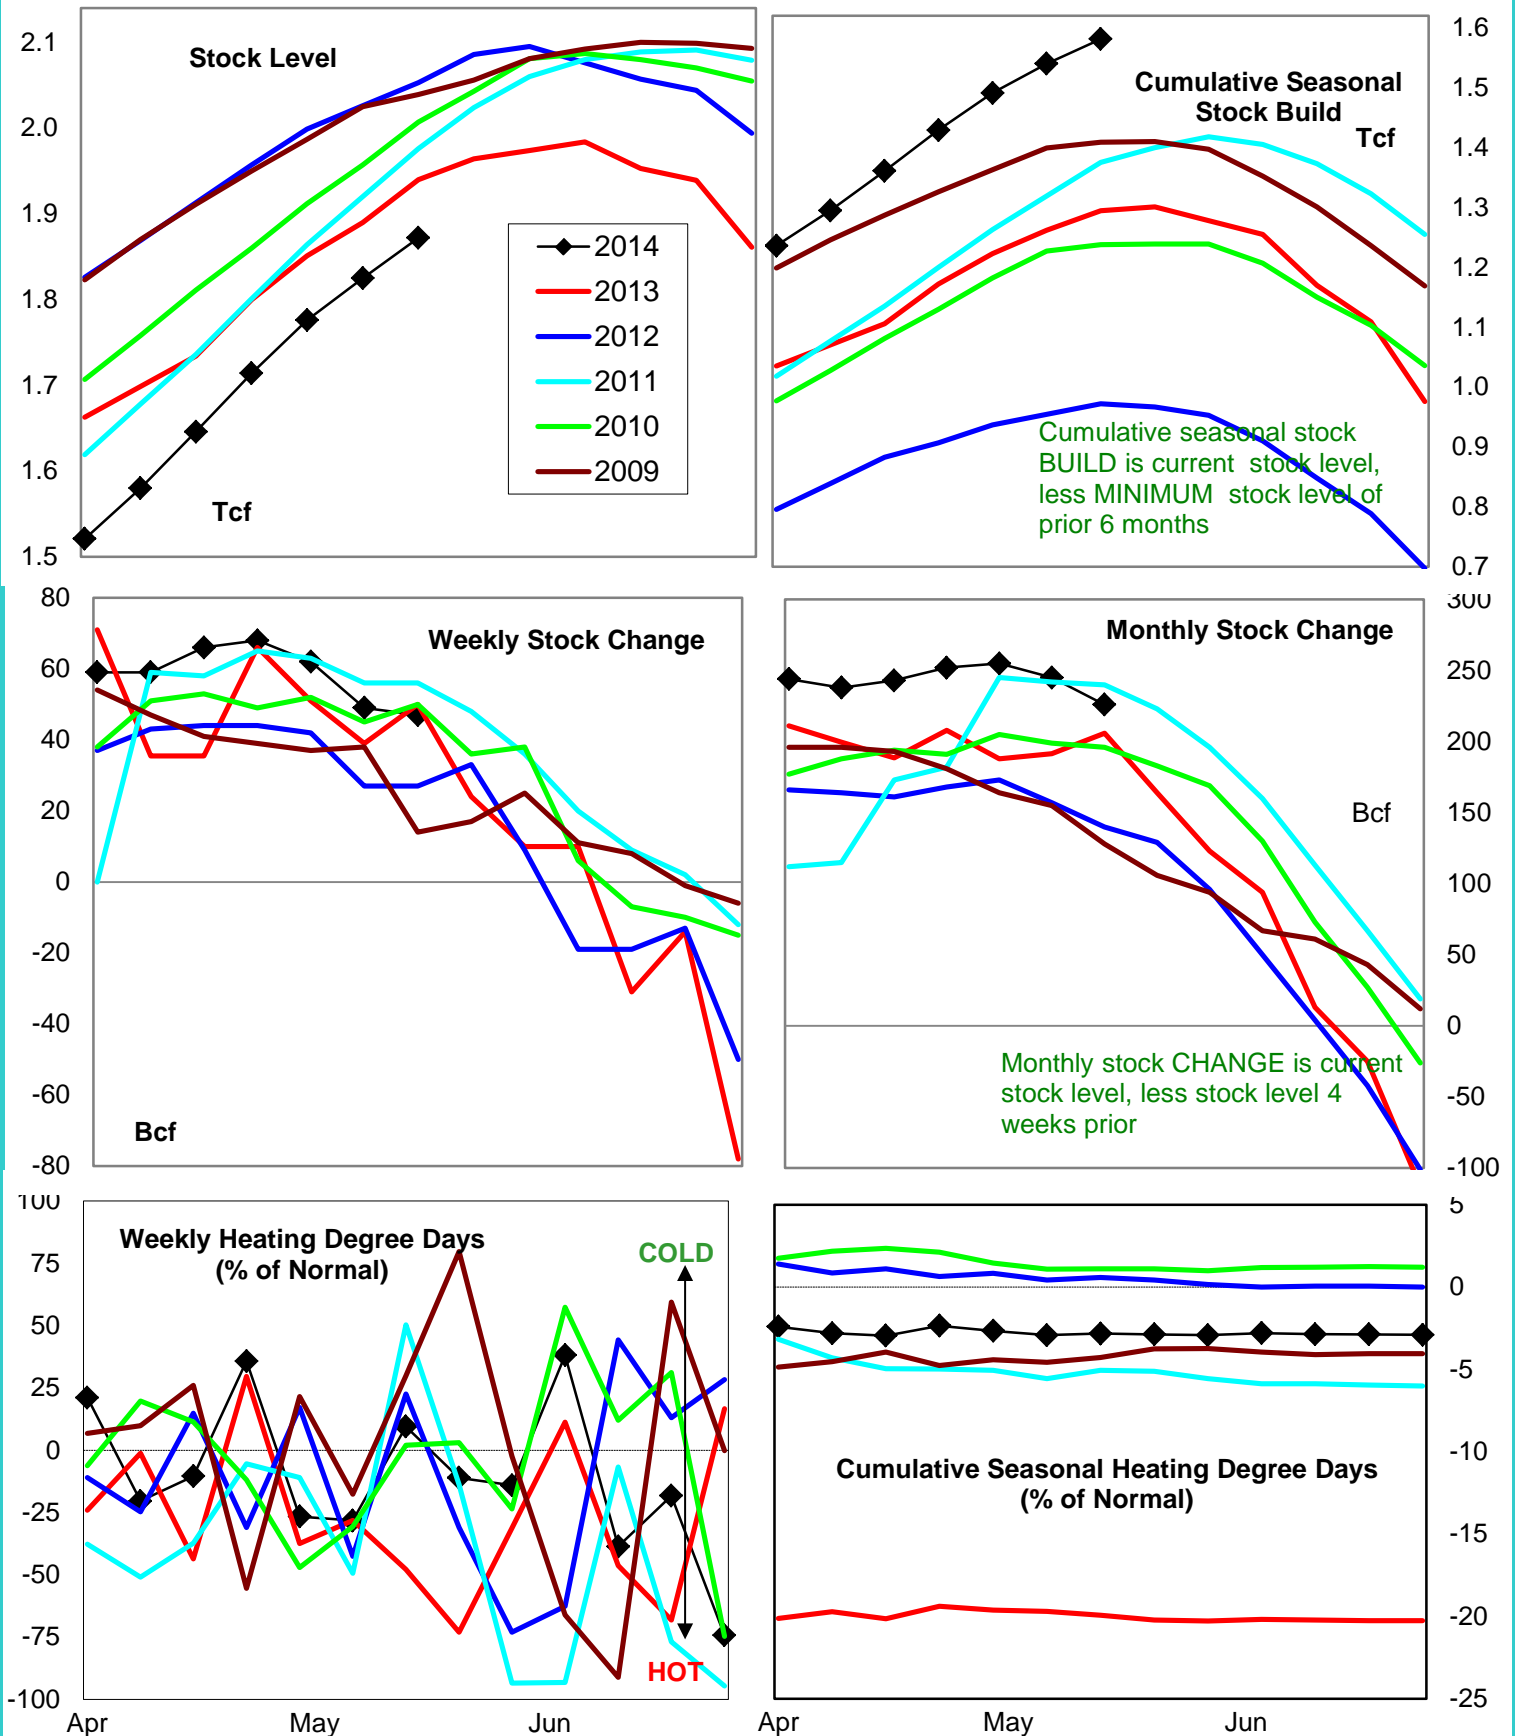 2.1
2.0
1.9
1.8
1.7
1.6
1.5
Stock Level
Tcf
2014
2013
2012
2011
2010
2009
1.6
1.5
1.4
1.3
1.2
1.1
1.0
0.9
0.8
0.7
Cumulative Seasonal
Stock Build
Tcf
Cumulative seasonal stock
BUILD is current stock level,
less MINIMUM stock level of
prior 6 months
80
60
40
20
0
-20
-40
-60
-80
Weekly Stock Change
Bcf
300
250
200
150
100
50
0
-50
-100
Monthly Stock Change
Bcf
Monthly stock CHANGE is current
stock level, less stock level 4
weeks prior
100
75
50
25
0
-25
-50
-75
-100
Weekly Heating Degree Days
(% of Normal)
COLD
HOT
Apr
May
Jun
5
0
-5
-10
-15
-20
-25
Cumulative Seasonal Heating Degree Days
(% of Normal)
Apr
May
Jun